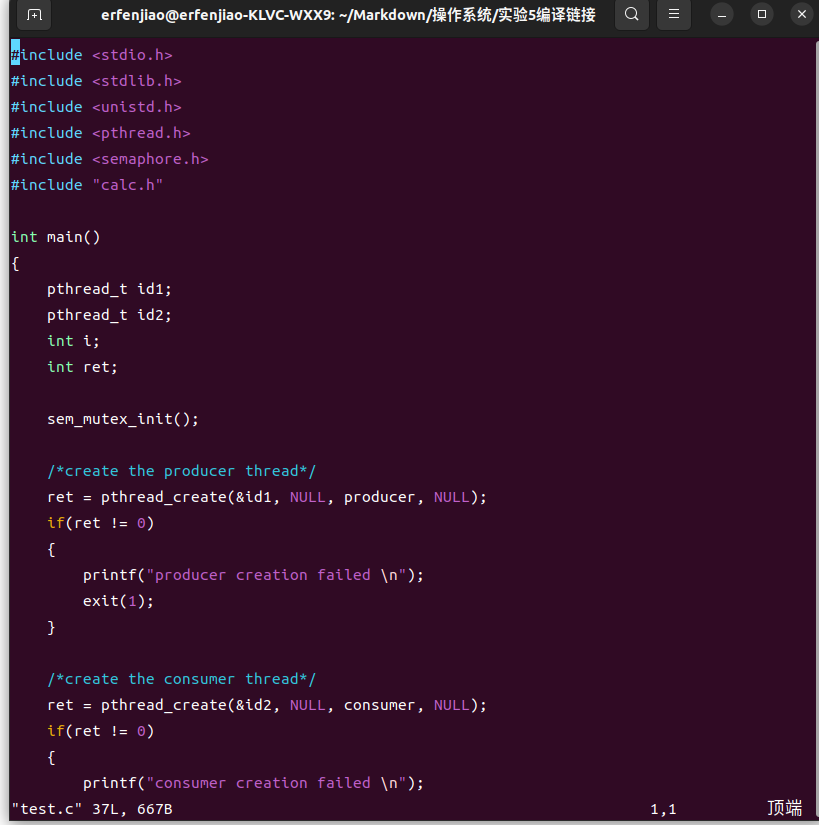 erfenjiao@erfenjiao-KLVC-WXX9: ~/Markdown/操作系统/实验5编译链接
#include <stdio.h>
#include <stdlib.h>
#include <unistd.h>
#include <pthread.h>
#include <semaphore.h>
#include "calc.h"

int main()
{
    pthread_t id1;
    pthread_t id2;
    int i;
    int ret;

    sem_mutex_init();

    /*create the producer thread*/
    ret = pthread_create(&id1, NULL, producer, NULL);
    if(ret != 0)
    {
        printf("producer creation failed \n");
        exit(1);
    }

    /*create the consumer thread*/
    ret = pthread_create(&id2, NULL, consumer, NULL);
    if(ret != 0)
    {
        printf("consumer creation failed \n");
"test.c" 37L, 667B 1,1 顶端